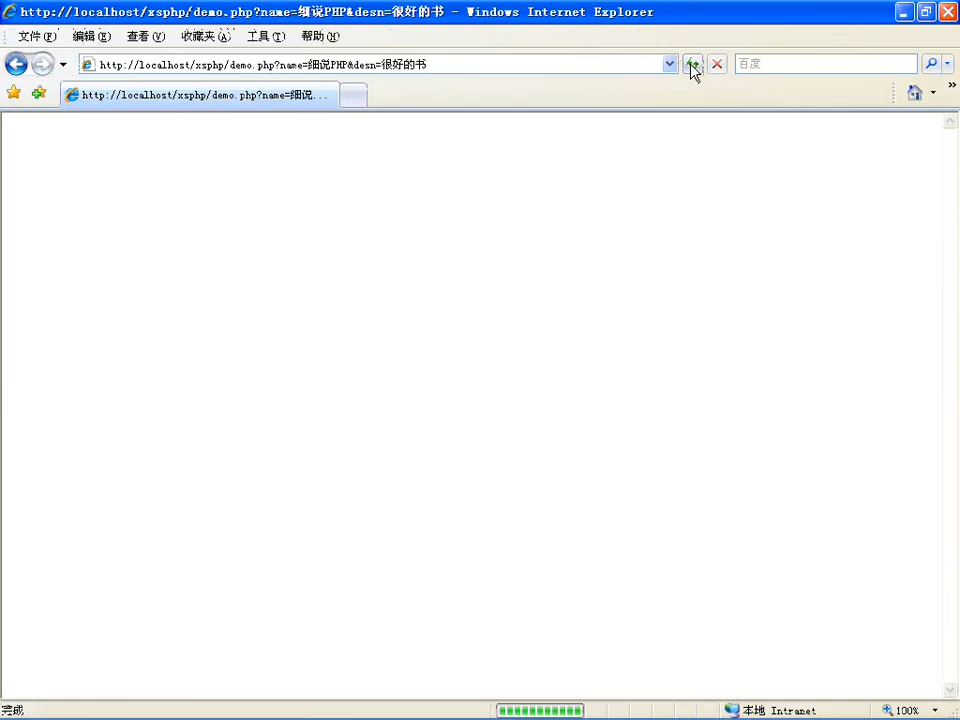 http://localhost/xsphp/demo.php?name=细说PHP&desn=很好的书 - Windows Internet Explorer
文件(F) 编辑(E) 查看(V) 收藏夹(A) 工具(T) 帮助(H)
http://localhost/xsphp/demo.php?name=细说PHP&desn=很好的书 百度
http://localhost/xsphp/demo.php?name=细说...
完成 本地 Intranet 100%